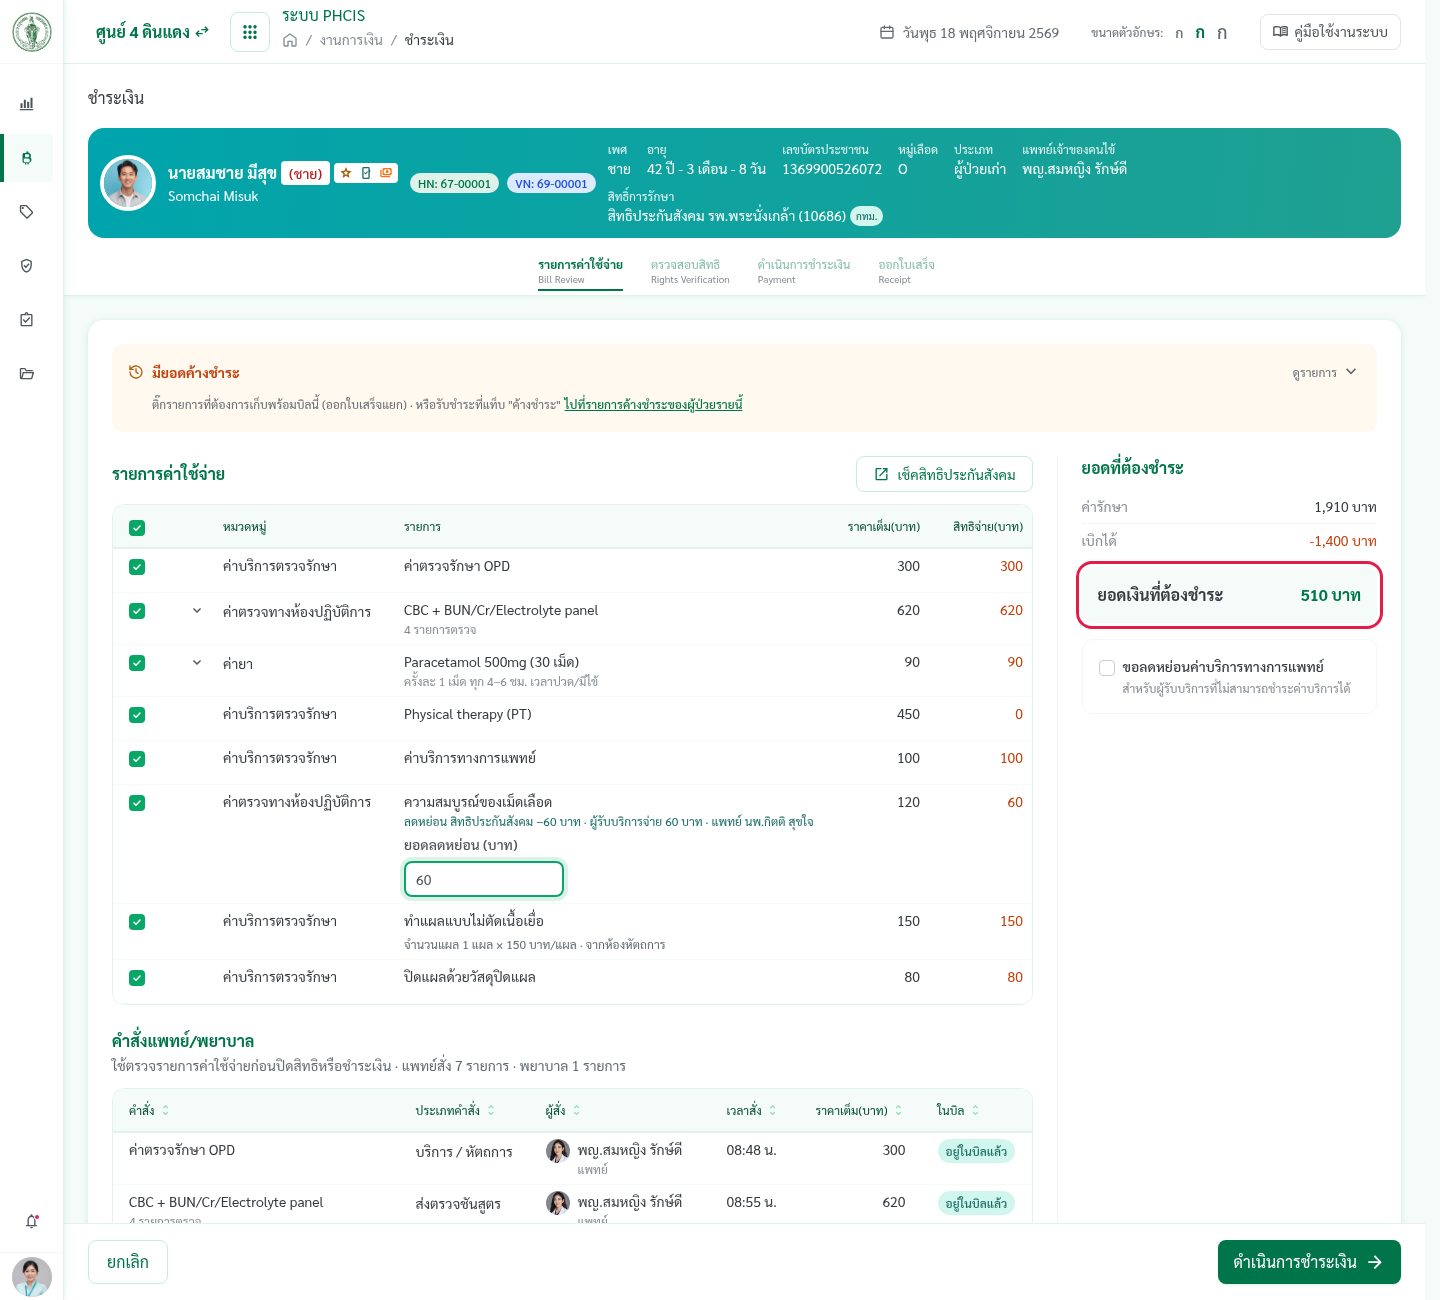 ศูนย์ 4 ดินแดง
ระบบ PHCIS
/ งานการเงิน / ชำระเงิน
วันพุธ 18 พฤศจิกายน 2569
ขนาดตัวอักษร: ก ก ก
คู่มือใช้งานระบบ
ชำระเงิน
นายสมชาย มีสุข (ชาย)
Somchai Misuk
HN: 67-00001
VN: 69-00001
เพศ อายุ เลขบัตรประชาชน หมู่เลือด ประเภท แพทย์เจ้าของคนไข้
ชาย 42 ปี - 3 เดือน - 8 วัน 1369900526072 O ผู้ป่วยเก่า พญ.สมหญิง รักษ์ดี
สิทธิ์การรักษา
สิทธิประกันสังคม รพ.พระนั่งเกล้า (10686) กทม.
รายการค่าใช้จ่าย ตรวจสอบสิทธิ ดำเนินการชำระเงิน ออกใบเสร็จ
Bill Review Rights Verification Payment Receipt
มียอดค้างชำระ
ดูรายการ
ติ๊กรายการที่ต้องการเก็บพร้อมบิลนี้ (ออกใบเสร็จแยก) · หรือรับชำระที่แท็บ "ค้างชำระ" ไปที่รายการค้างชำระของผู้ป่วยรายนี้
รายการค่าใช้จ่าย
เช็คสิทธิประกันสังคม
หมวดหมู่ รายการ ราคาเต็ม(บาท) สิทธิจ่าย(บาท)
ค่าบริการตรวจรักษา ค่าตรวจรักษา OPD 300 300
ค่าตรวจทางห้องปฏิบัติการ CBC + BUN/Cr/Electrolyte panel 620 620
4 รายการตรวจ
ค่ายา Paracetamol 500mg (30 เม็ด) 90 90
ครั้งละ 1 เม็ด ทุก 4–6 ชม. เวลาปวด/มีไข้
ค่าบริการตรวจรักษา Physical therapy (PT) 450 0
ค่าบริการตรวจรักษา ค่าบริการทางการแพทย์ 100 100
ค่าตรวจทางห้องปฏิบัติการ ความสมบูรณ์ของเม็ดเลือด 120 60
ลดหย่อน สิทธิประกันสังคม −60 บาท · ผู้รับบริการจ่าย 60 บาท · แพทย์ นพ.กิตติ สุขใจ
ยอดลดหย่อน (บาท)
60
ค่าบริการตรวจรักษา ทำแผลแบบไม่ตัดเนื้อเยื่อ 150 150
จำนวนแผล 1 แผล × 150 บาท/แผล · จากห้องหัตถการ
ค่าบริการตรวจรักษา ปิดแผลด้วยวัสดุปิดแผล 80 80
ยอดที่ต้องชำระ
ค่ารักษา 1,910 บาท
เบิกได้ -1,400 บาท
ยอดเงินที่ต้องชำระ 510 บาท
ขอลดหย่อนค่าบริการทางการแพทย์
สำหรับผู้รับบริการที่ไม่สามารถชำระค่าบริการได้
คำสั่งแพทย์/พยาบาล
ใช้ตรวจรายการค่าใช้จ่ายก่อนปิดสิทธิหรือชำระเงิน · แพทย์สั่ง 7 รายการ · พยาบาล 1 รายการ
คำสั่ง ประเภทคำสั่ง ผู้สั่ง เวลาสั่ง ราคาเต็ม(บาท) ในบิล
ค่าตรวจรักษา OPD บริการ / หัตถการ พญ.สมหญิง รักษ์ดี 08:48 น. 300 อยู่ในบิลแล้ว
แพทย์
CBC + BUN/Cr/Electrolyte panel ส่งตรวจชันสูตร พญ.สมหญิง รักษ์ดี 08:55 น. 620 อยู่ในบิลแล้ว
4 รายการตรวจ แพทย์
ยกเลิก
ดำเนินการชำระเงิน